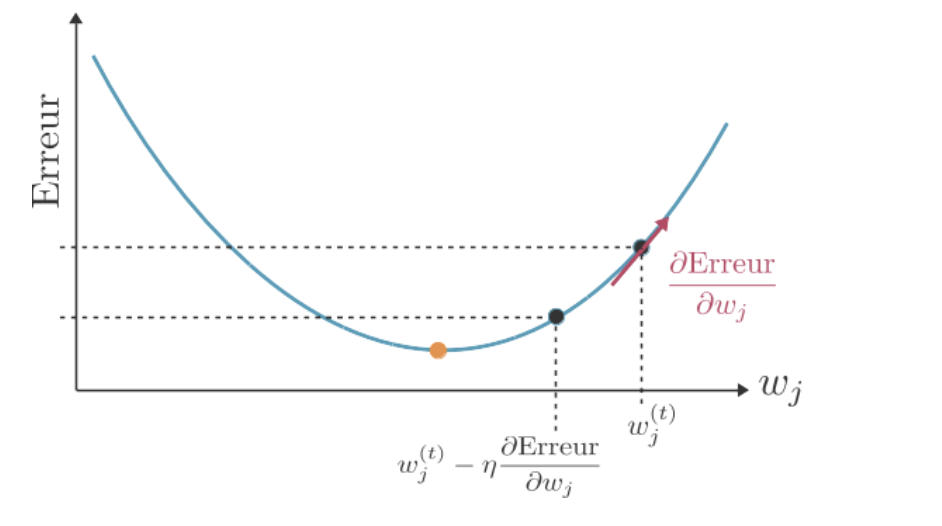 Erreur
∂Erreur
∂w_j
w_j
w_j^{(t)}
w_j^{(t)} − η ∂Erreur
∂w_j